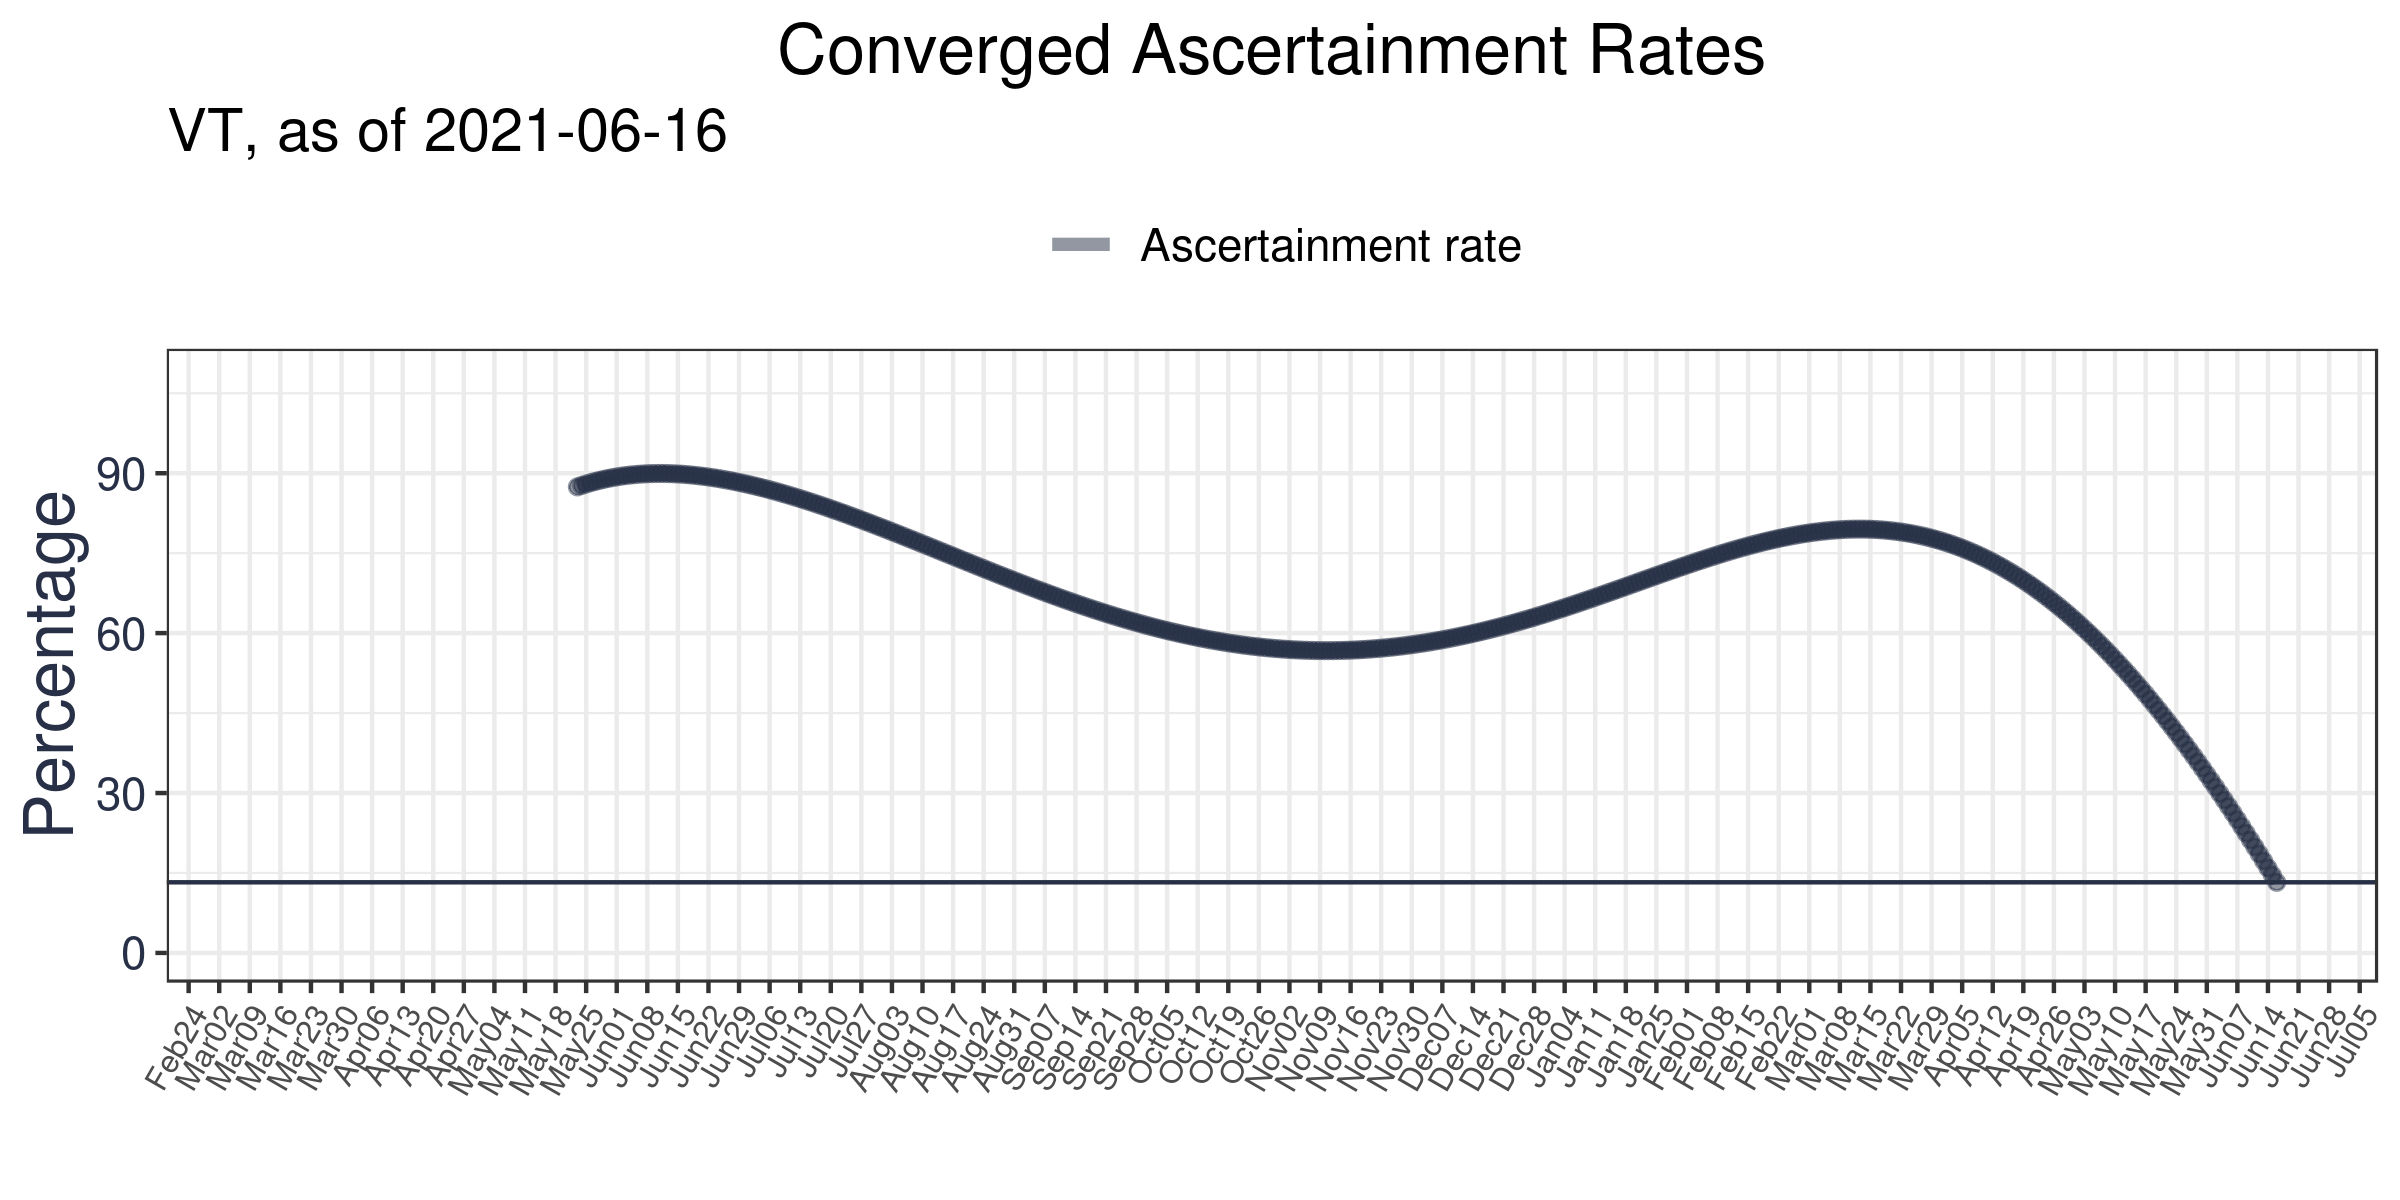 Converged Ascertainment Rates
VT, as of 2021-06-16
Ascertainment rate
Percentage
90
60
30
0
Feb24 Mar02 Mar09 Mar16 Mar23 Mar30 Apr06 Apr13 Apr20 Apr27 May04 May11 May18 May25 Jun01 Jun08 Jun15 Jun22 Jun29 Jul06 Jul13 Jul20 Jul27 Aug03 Aug10 Aug17 Aug24 Aug31 Sep07 Sep14 Sep21 Sep28 Oct05 Oct12 Oct19 Oct26 Nov02 Nov09 Nov16 Nov23 Nov30 Dec07 Dec14 Dec21 Dec28 Jan04 Jan11 Jan18 Jan25 Feb01 Feb08 Feb15 Feb22 Mar01 Mar08 Mar15 Mar22 Mar29 Apr05 Apr12 Apr19 Apr26 May03 May10 May17 May24 May31 Jun07 Jun14 Jun21 Jun28 Jul05